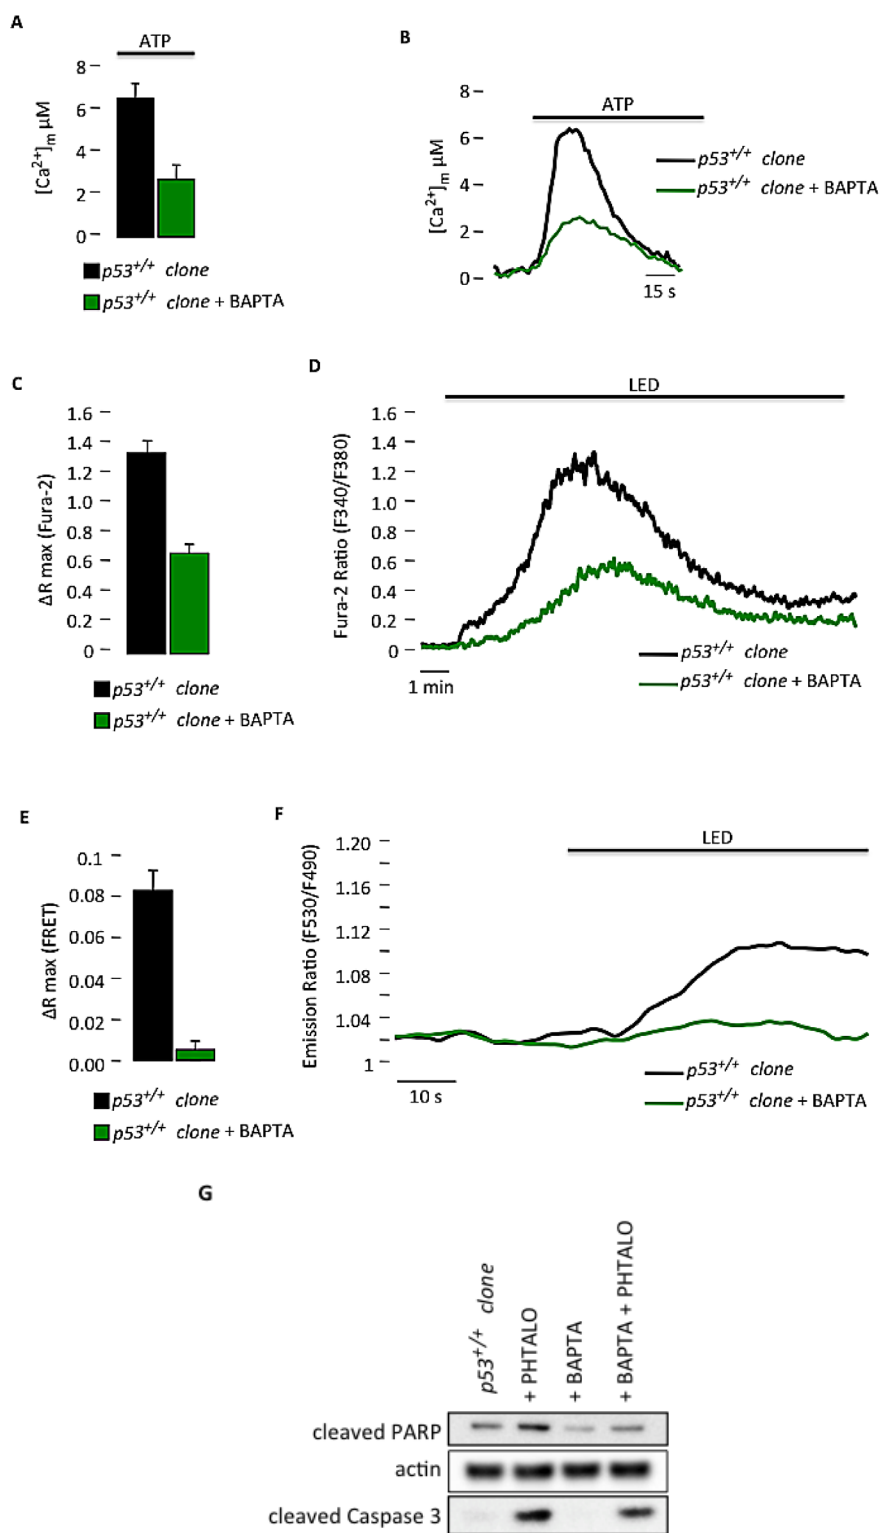 A
ATP
8
6
4
2
0
[Ca²⁺]ₘ µM
p53⁺/⁺ clone
p53⁺/⁺ clone + BAPTA
B
ATP
8
6
4
2
0
[Ca²⁺]ₘ µM
p53⁺/⁺ clone
p53⁺/⁺ clone + BAPTA
15 s
C
1.6
1.4
1.2
1.0
0.8
0.6
0.4
0.2
0
ΔR max (Fura-2)
p53⁺/⁺ clone
p53⁺/⁺ clone + BAPTA
D
LED
1.6
1.4
1.2
1.0
0.8
0.6
0.4
0.2
0
Fura-2 Ratio (F340/F380)
1 min
p53⁺/⁺ clone
p53⁺/⁺ clone + BAPTA
E
0.1
0.08
0.06
0.04
0.02
0.00
ΔR max (FRET)
p53⁺/⁺ clone
p53⁺/⁺ clone + BAPTA
F
LED
1.20
1.16
1.12
1.08
1.04
1
Emission Ratio (F530/F490)
10 s
p53⁺/⁺ clone
p53⁺/⁺ clone + BAPTA
G
p53⁺/⁺ clone
+ PHTALO
+ BAPTA
+ BAPTA + PHTALO
cleaved PARP
actin
cleaved Caspase 3